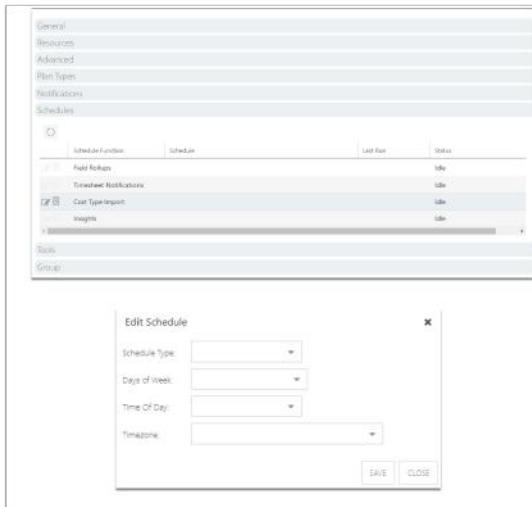 General
Resources
Advanced
Plan Types
Notifications
Schedules
Schedule Function Schedule Last Run Status
Field Rollups Idle
Timesheet Notifications Idle
Cost Type Import Idle
Insights Idle
Tools
Group
Edit Schedule
Schedule Type:
Days of Week:
Time Of Day:
Timezone:
SAVE CLOSE